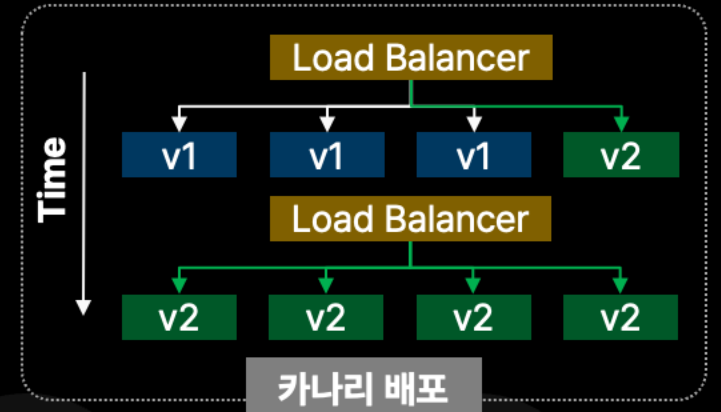 Load Balancer
v1 v1 v1 v2
Time
Load Balancer
v2 v2 v2 v2
카나리 배포